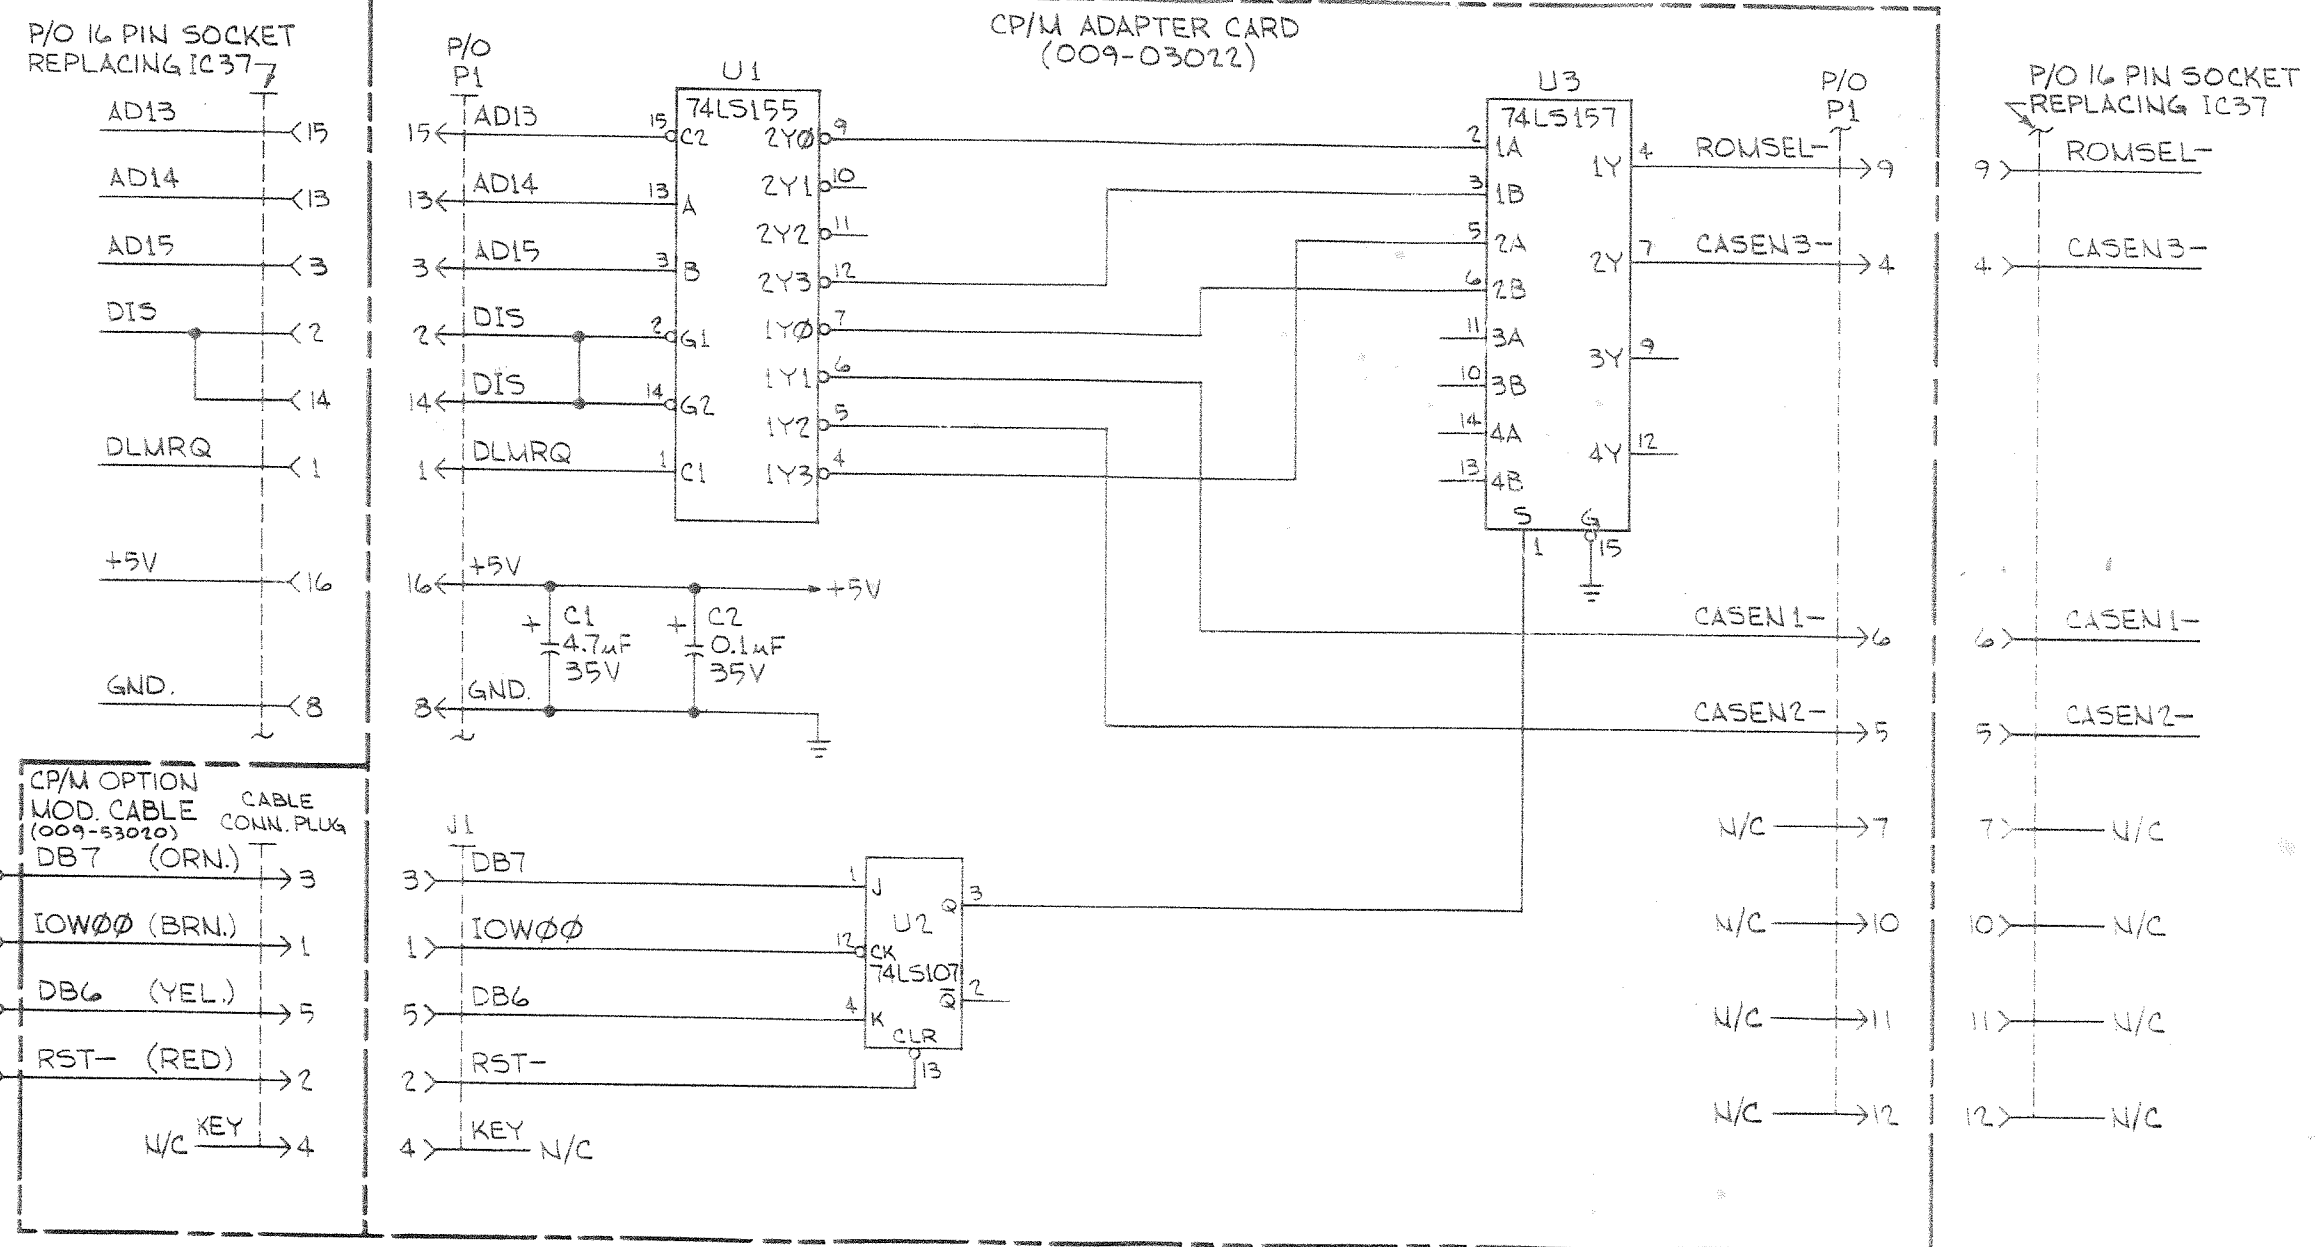 P/O 16 PIN SOCKET
REPLACING IC37
AD13
15
AD14
13
AD15
3
DIS
2
14
DLMRQ
1
+5V
16
GND.
8
CP/M ADAPTER CARD
(009-03022)
P/O
P1
15 AD13
13 AD14
3 AD15
2 DIS
14 DIS
1 DLMRQ
16 +5V
+5V
+ C1
4.7µF
35V
+ C2
0.1µF
35V
8 GND.
U1
74LS155
15 C2
13 A
3 B
2 G1
14 G2
1 C1
2YØ 9
2Y1 10
2Y2 11
2Y3 12
1YØ 7
1Y1 6
1Y2 5
1Y3 4
U3
74LS157
2 1A
3 1B
5 2A
6 2B
11 3A
10 3B
14 4A
13 4B
1Y 4
2Y 7
3Y 9
4Y 12
S G
1 15
P/O
P1
ROMSEL- 9
CASEN3- 4
CASEN1- 6
CASEN2- 5
N/C 7
N/C 10
N/C 11
N/C 12
P/O 16 PIN SOCKET
REPLACING IC37
9 ROMSEL-
4 CASEN3-
6 CASEN1-
5 CASEN2-
7 N/C
10 N/C
11 N/C
12 N/C
CP/M OPTION
MOD. CABLE
(009-53020)
CABLE
CONN. PLUG
DB7 (ORN.) 3
IOWØØ (BRN.) 1
DB6 (YEL.) 5
RST- (RED) 2
N/C KEY 4
J1
3 DB7
1 IOWØØ
5 DB6
2 RST-
4 KEY N/C
1 J
U2
12 CK
74LS107
4 K
Q 3
Q̅ 2
CLR
13